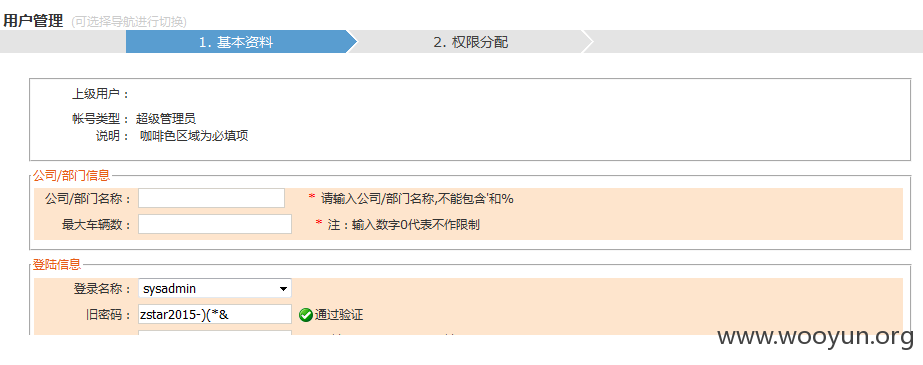 用户管理 (可选择导航进行切换)
1. 基本资料 2. 权限分配
上级用户：
帐号类型： 超级管理员
说明： 咖啡色区域为必填项
公司/部门信息
公司/部门名称： * 请输入公司/部门名称,不能包含'和%
最大车辆数： * 注：输入数字0代表不作限制
登陆信息
登录名称： sysadmin
旧密码： zstar2015-)(*& 通过验证
www.wooyun.org